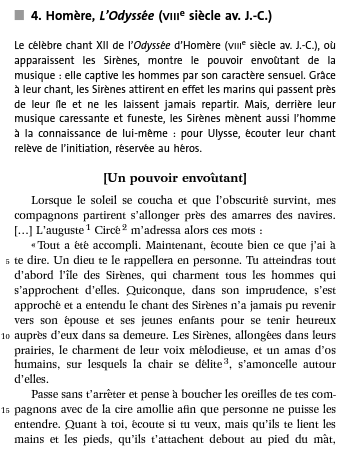 4. Homère, L'Odyssée (VIIIe siècle av. J.-C.)
Le célèbre chant XII de l'Odyssée d'Homère (VIIIe siècle av. J.-C.), où
apparaissent les Sirènes, montre le pouvoir envoûtant de la
musique : elle captive les hommes par son caractère sensuel. Grâce
à leur chant, les Sirènes attirent en effet les marins qui passent près
de leur île et ne les laissent jamais repartir. Mais, derrière leur
musique caressante et funeste, les Sirènes mènent aussi l'homme
à la connaissance de lui-même : pour Ulysse, écouter leur chant
relève de l'initiation, réservée au héros.
[Un pouvoir envoûtant]
Lorsque le soleil se coucha et que l'obscurité survint, mes
compagnons partirent s'allonger près des amarres des navires.
[...] L'auguste 1 Circé 2 m'adressa alors ces mots :
« Tout a été accompli. Maintenant, écoute bien ce que j'ai à
5 te dire. Un dieu te le rappellera en personne. Tu atteindras tout
d'abord l'île des Sirènes, qui charment tous les hommes qui
s'approchent d'elles. Quiconque, dans son imprudence, s'est
approché et a entendu le chant des Sirènes n'a jamais pu revenir
vers son épouse et ses jeunes enfants pour se tenir heureux
10 auprès d'eux dans sa demeure. Les Sirènes, allongées dans leurs
prairies, le charment de leur voix mélodieuse, et un amas d'os
humains, sur lesquels la chair se délite 3, s'amoncelle autour
d'elles.
Passe sans t'arrêter et pense à boucher les oreilles de tes com-
15 pagnons avec de la cire amollie afin que personne ne puisse les
entendre. Quant à toi, écoute si tu veux, mais qu'ils te lient les
mains et les pieds, qu'ils t'attachent debout au pied du mât,